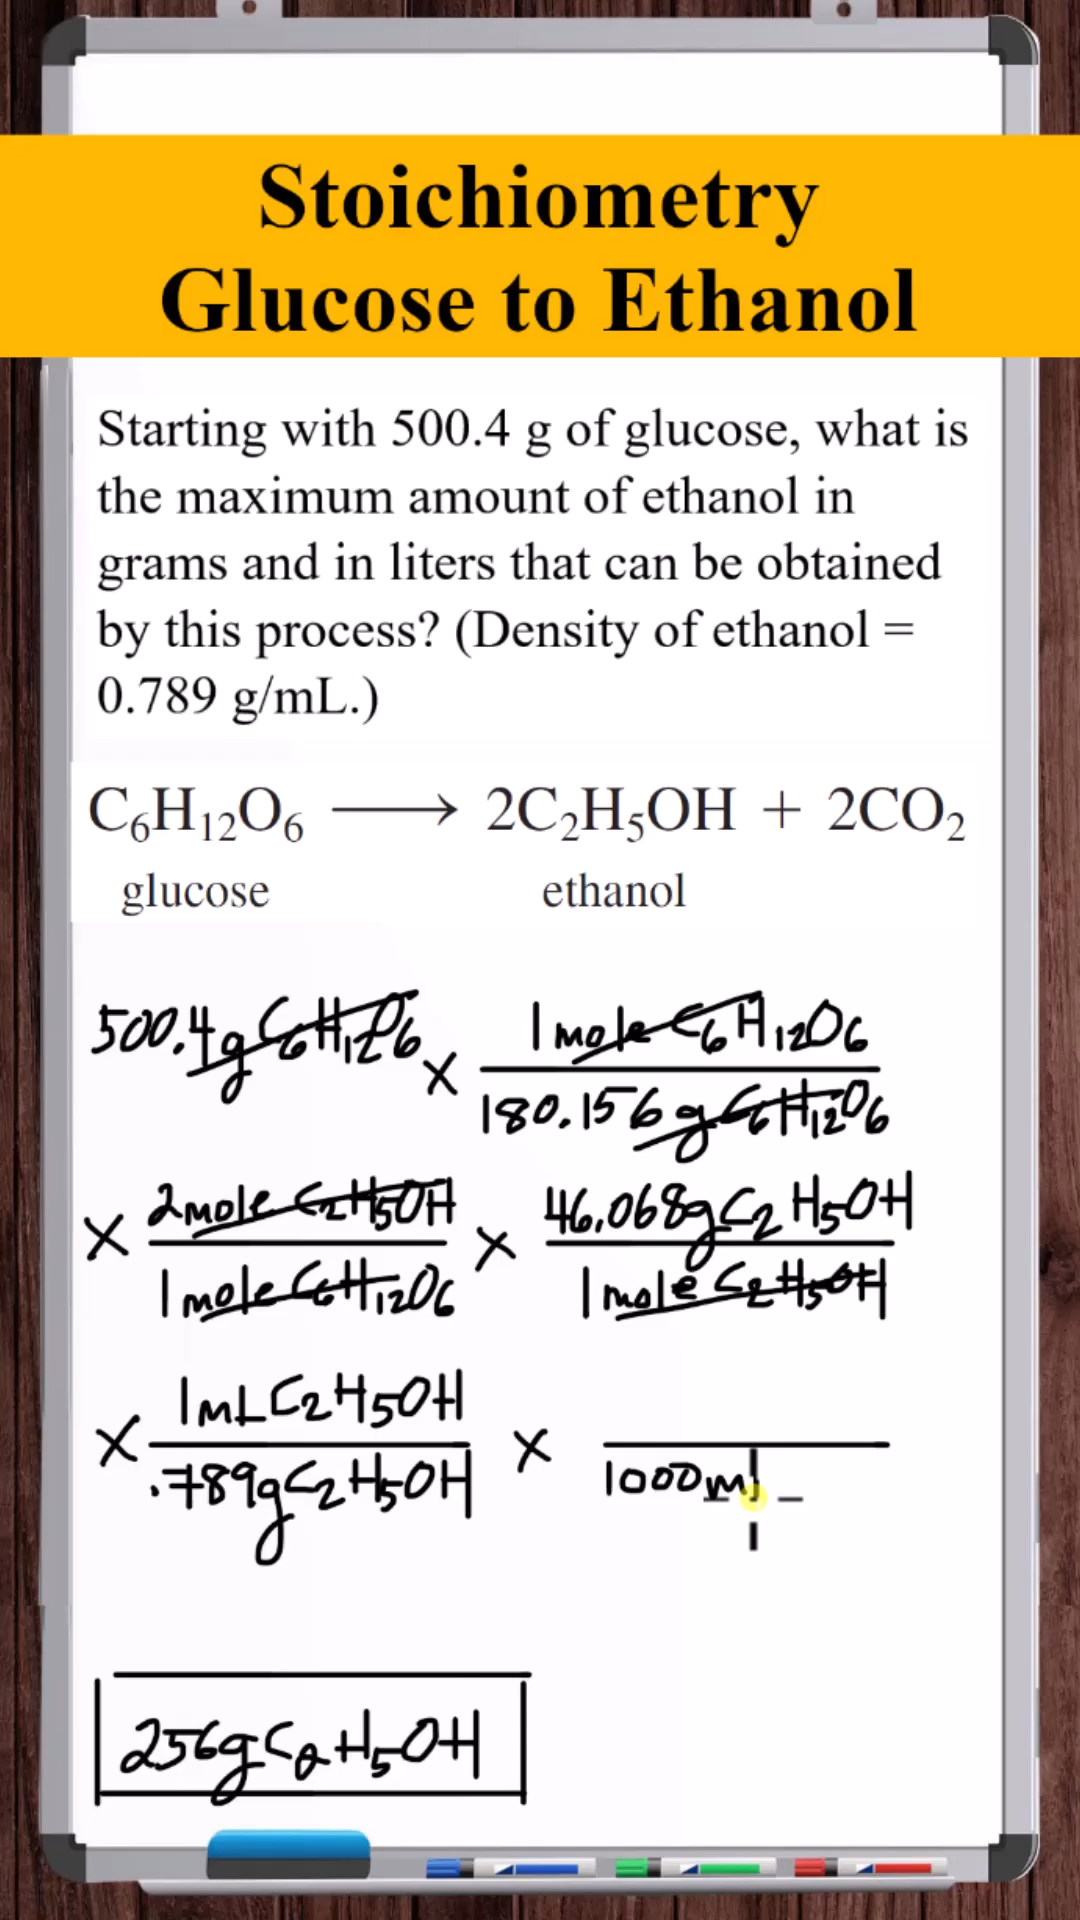 Stoichiometry
Glucose to Ethanol
Starting with 500.4 g of glucose, what is
the maximum amount of ethanol in
grams and in liters that can be obtained
by this process? (Density of ethanol =
0.789 g/mL.)
C₆H₁₂O₆ ⟶ 2C₂H₅OH + 2CO₂
glucose ethanol
500.4g C₆H₁₂O₆ × 1 mole C₆H₁₂O₆
180.156 g C₆H₁₂O₆
× 2 mole C₂H₅OH × 46.068g C₂H₅OH
1 mole C₆H₁₂O₆ 1 mole C₂H₅OH
× 1 mL C₂H₅OH ×
.789g C₂H₅OH 1000 ml
256g C₂H₅OH